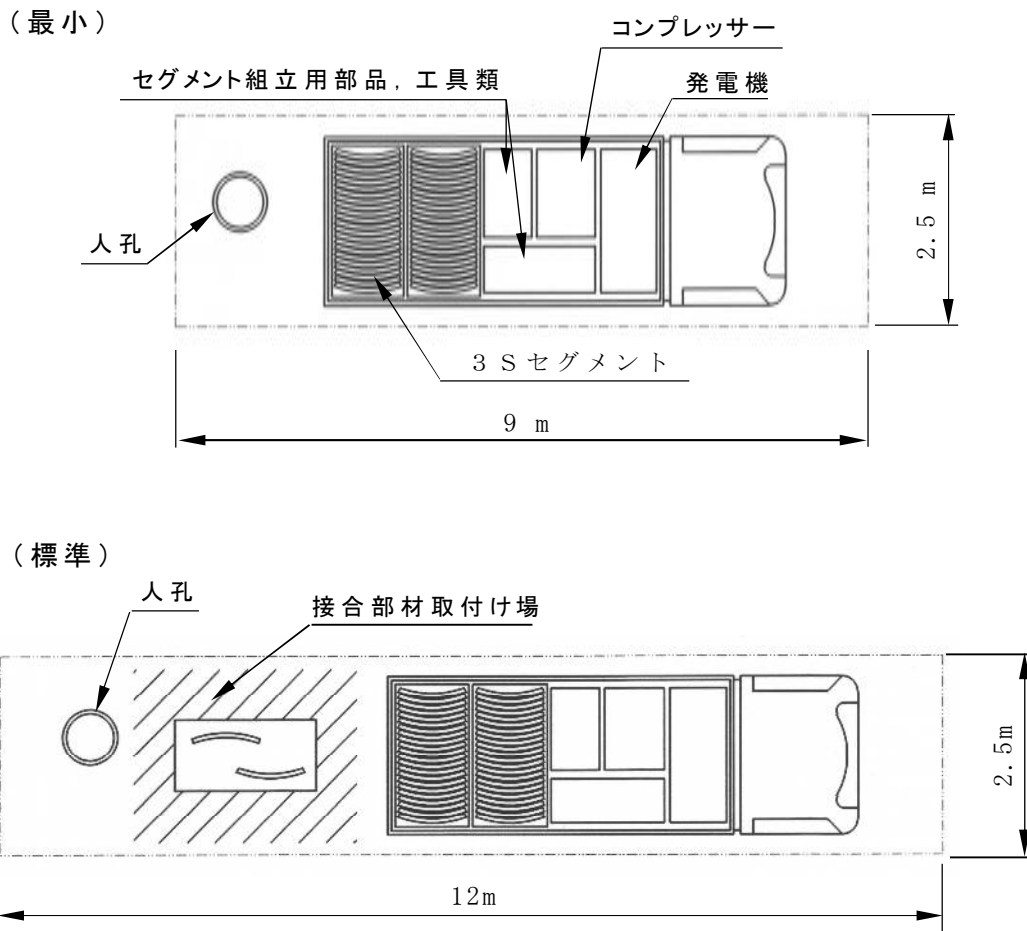 （最小）
コンプレッサー
セグメント組立用部品，工具類
発電機
人孔
2.5 m
3Sセグメント
9 m
（標準）
人孔
接合部材取付け場
2.5m
12m